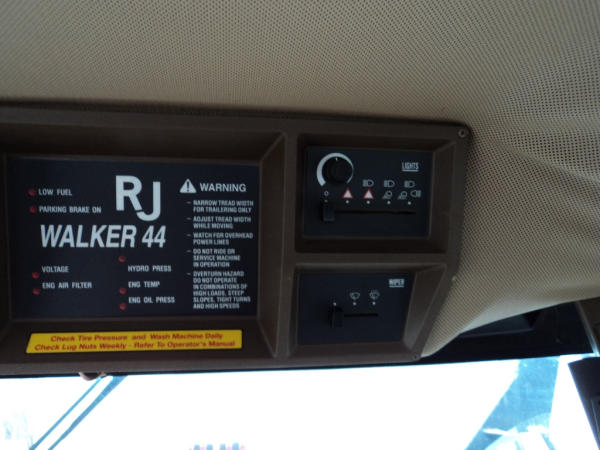 LOW FUEL
PARKING BRAKE ON
RJ
WALKER 44
VOLTAGE
HYDRO PRESS
ENG AIR FILTER
ENG TEMP
ENG OIL PRESS
WARNING
~ NARROW TREAD WIDTH
FOR TRAILERING ONLY
~ ADJUST TREAD WIDTH
WHILE MOVING
~ WATCH FOR OVERHEAD
POWER LINES
~ DO NOT RIDE OR
SERVICE MACHINE
IN OPERATION
~ OVERTURN HAZARD
DO NOT OPERATE
IN COMBINATIONS OF
HIGH LOADS, STEEP
SLOPES, TIGHT TURNS
AND HIGH SPEEDS
Check Tire Pressure and Wash Machine Daily
Check Lug Nuts Weekly - Refer To Operator's Manual
LIGHTS
WIPER